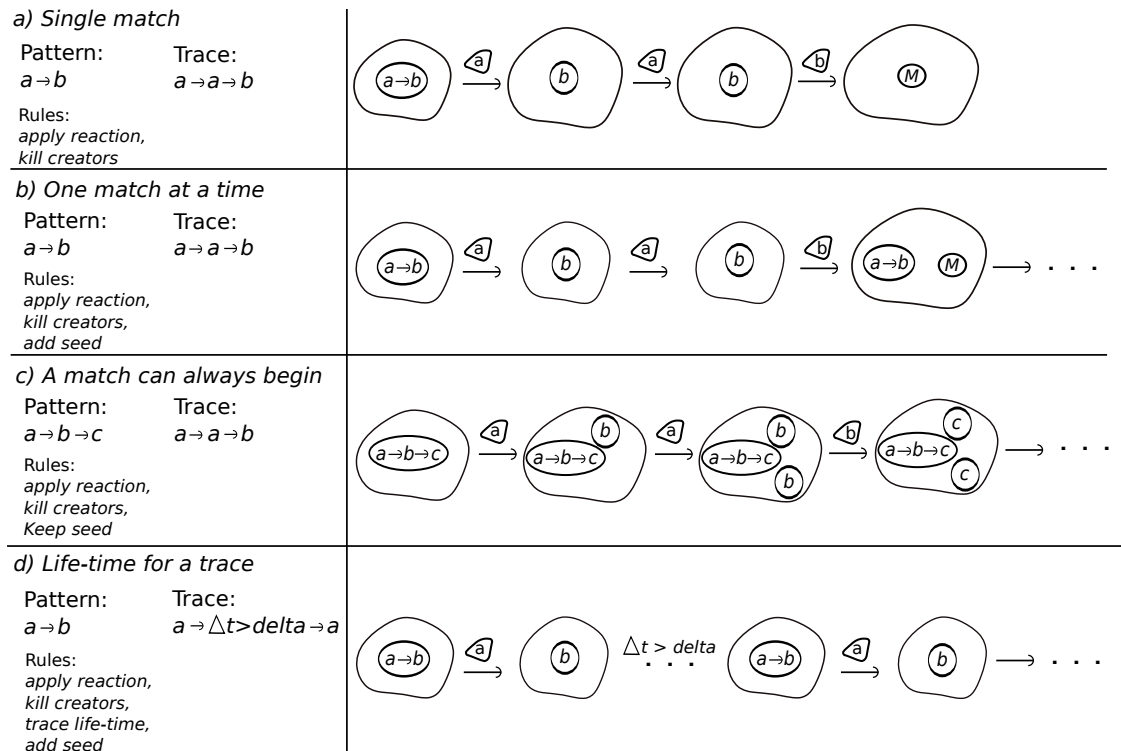 a) Single match
Pattern: Trace:
a→b a→a→b
Rules:
apply reaction,
kill creators
a→b a b a b b M
b) One match at a time
Pattern: Trace:
a→b a→a→b
Rules:
apply reaction,
kill creators,
add seed
a→b a b a b b a→b M . . .
c) A match can always begin
Pattern: Trace:
a→b→c a→a→b
Rules:
apply reaction,
kill creators,
Keep seed
a→b→c a a→b→c b a a→b→c b b b a→b→c c c . . .
d) Life-time for a trace
Pattern: Trace:
a→b a→△t>delta→a
Rules:
apply reaction,
kill creators,
trace life-time,
add seed
a→b a b △t > delta . . . a→b a b . . .